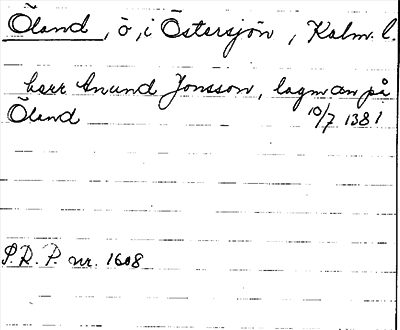 Öland, ö, i Östersjön, Kalm. l.
herr Anund Jonsson, lagman på
Öland 10/7 1381
S.R.P. nr. 1608